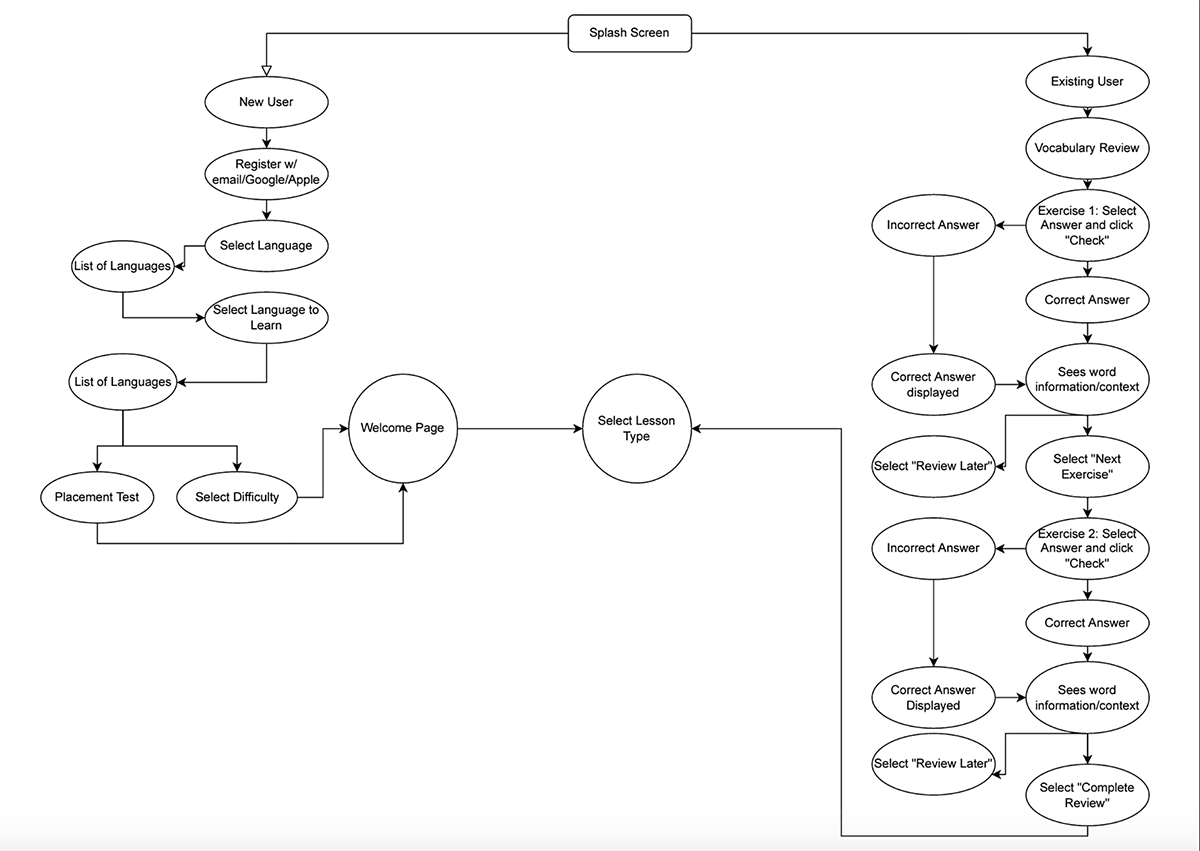 Splash Screen
New User
Register w/
email/Google/Apple
Select Language
List of Languages
Select Language to
Learn
List of Languages
Placement Test
Select Difficulty
Welcome Page
Select Lesson
Type
Existing User
Vocabulary Review
Exercise 1: Select
Answer and click
"Check"
Incorrect Answer
Correct Answer
Correct Answer
displayed
Sees word
information/context
Select "Review Later"
Select "Next
Exercise"
Exercise 2: Select
Answer and click
"Check"
Incorrect Answer
Correct Answer
Correct Answer
Displayed
Sees word
information/context
Select "Review Later"
Select "Complete
Review"